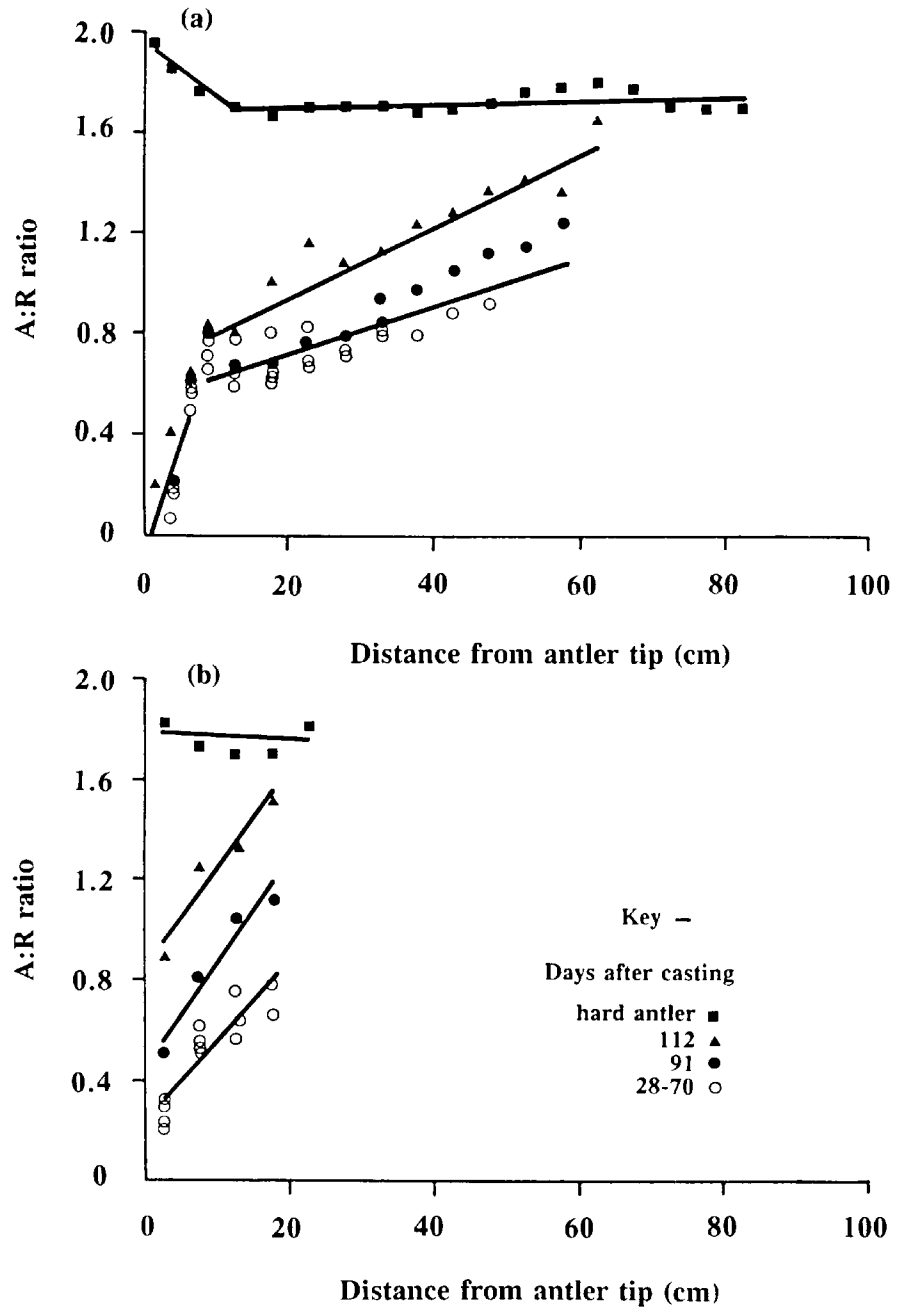 (a)
2.0
1.6
1.2
0.8
0.4
0
A:R ratio
0 20 40 60 80 100
Distance from antler tip (cm)
(b)
2.0
1.6
1.2
0.8
0.4
0
A:R ratio
Key –
Days after casting
hard antler ■
112 ▲
91 ●
28-70 ○
0 20 40 60 80 100
Distance from antler tip (cm)